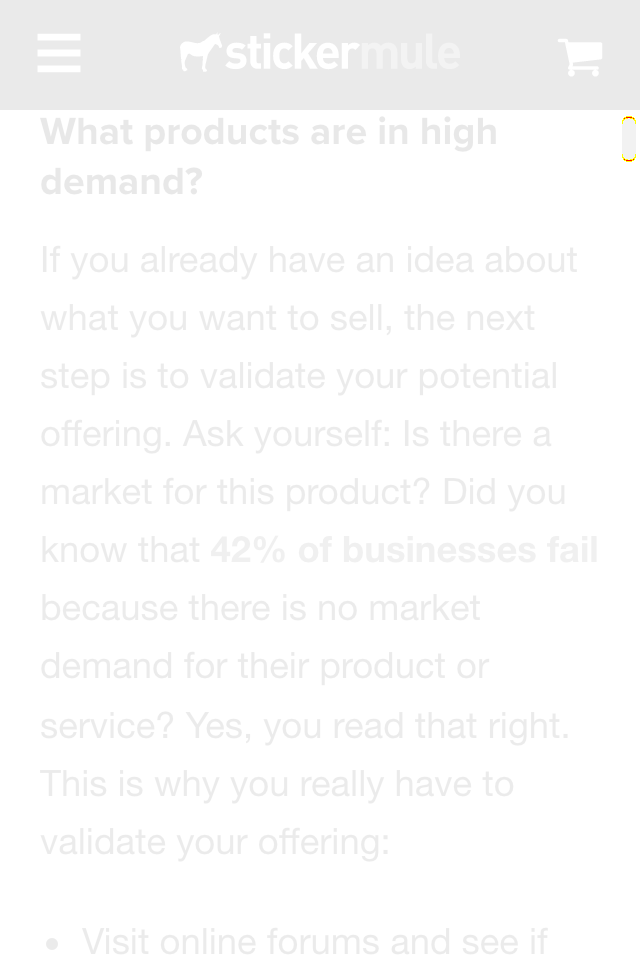 stickermule
What products are in high
demand?
If you already have an idea about
what you want to sell, the next
step is to validate your potential
offering. Ask yourself: Is there a
market for this product? Did you
know that 42% of businesses fail
because there is no market
demand for their product or
service? Yes, you read that right.
This is why you really have to
validate your offering:
• Visit online forums and see if